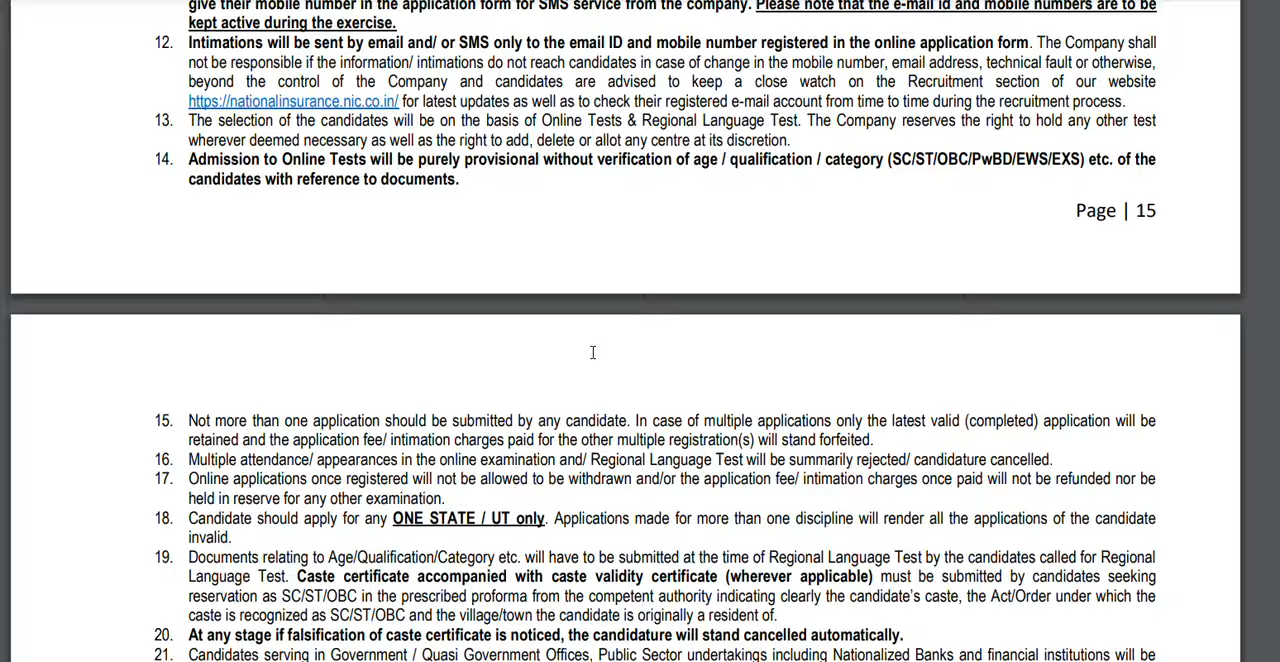 give their mobile number in the application form for SMS service from the company. Please note that the e-mail id and mobile numbers are to be
kept active during the exercise.
12. Intimations will be sent by email and/ or SMS only to the email ID and mobile number registered in the online application form. The Company shall
not be responsible if the information/ intimations do not reach candidates in case of change in the mobile number, email address, technical fault or otherwise,
beyond the control of the Company and candidates are advised to keep a close watch on the Recruitment section of our website
https://nationalinsurance.nic.co.in/ for latest updates as well as to check their registered e-mail account from time to time during the recruitment process.
13. The selection of the candidates will be on the basis of Online Tests & Regional Language Test. The Company reserves the right to hold any other test
wherever deemed necessary as well as the right to add, delete or allot any centre at its discretion.
14. Admission to Online Tests will be purely provisional without verification of age / qualification / category (SC/ST/OBC/PwBD/EWS/EXS) etc. of the
candidates with reference to documents.
Page | 15
15. Not more than one application should be submitted by any candidate. In case of multiple applications only the latest valid (completed) application will be
retained and the application fee/ intimation charges paid for the other multiple registration(s) will stand forfeited.
16. Multiple attendance/ appearances in the online examination and/ Regional Language Test will be summarily rejected/ candidature cancelled.
17. Online applications once registered will not be allowed to be withdrawn and/or the application fee/ intimation charges once paid will not be refunded nor be
held in reserve for any other examination.
18. Candidate should apply for any ONE STATE / UT only. Applications made for more than one discipline will render all the applications of the candidate
invalid.
19. Documents relating to Age/Qualification/Category etc. will have to be submitted at the time of Regional Language Test by the candidates called for Regional
Language Test. Caste certificate accompanied with caste validity certificate (wherever applicable) must be submitted by candidates seeking
reservation as SC/ST/OBC in the prescribed proforma from the competent authority indicating clearly the candidate's caste, the Act/Order under which the
caste is recognized as SC/ST/OBC and the village/town the candidate is originally a resident of.
20. At any stage if falsification of caste certificate is noticed, the candidature will stand cancelled automatically.
21. Candidates serving in Government / Quasi Government Offices, Public Sector undertakings including Nationalized Banks and financial institutions will be